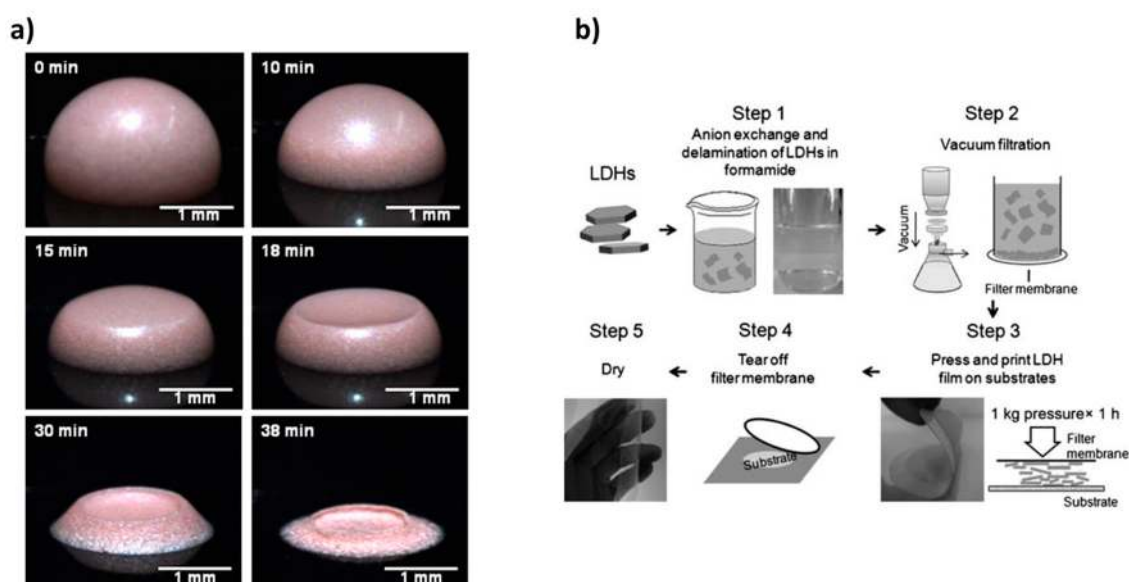 a)
0 min
1 mm
10 min
1 mm
15 min
1 mm
18 min
1 mm
30 min
1 mm
38 min
1 mm
b)
LDHs
Step 1
Anion exchange and
delamination of LDHs in
formamide
Step 2
Vacuum filtration
Vacuum
Filter membrane
Step 3
Press and print LDH
film on substrates
1 kg pressure× 1 h
Filter
membrane
Substrate
Step 4
Tear off
filter membrane
Substrate
Step 5
Dry